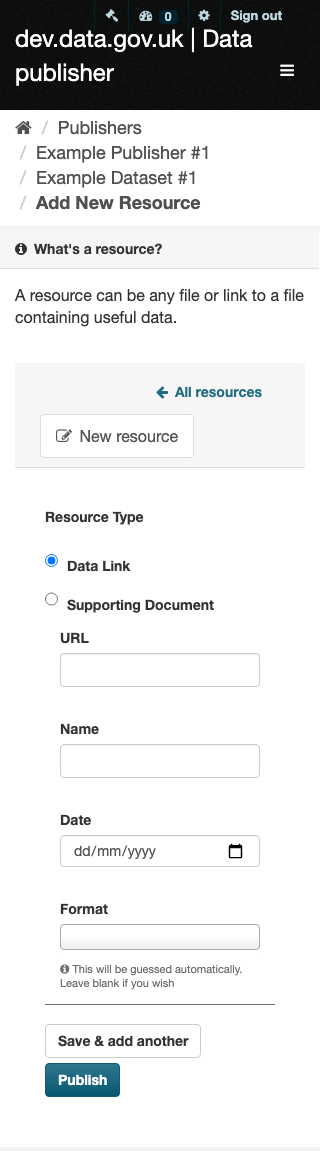 0 Sign out
dev.data.gov.uk | Data
publisher
/ Publishers
/ Example Publisher #1
/ Example Dataset #1
/ Add New Resource
What's a resource?
A resource can be any file or link to a file
containing useful data.
All resources
New resource
Resource Type
Data Link
Supporting Document
URL
Name
Date
dd/mm/yyyy
Format
This will be guessed automatically.
Leave blank if you wish
Save & add another
Publish